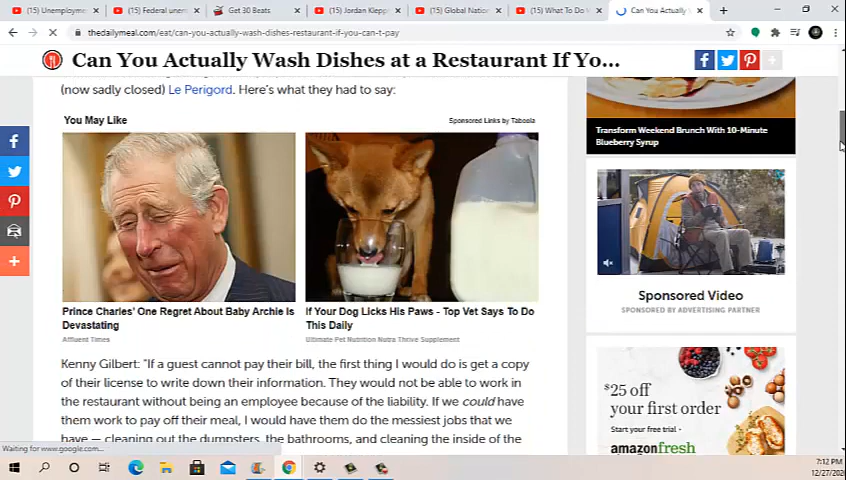 (15) Unemployme
(15) Federal unem
Get 30 Beats
(15) Jordan Klepp
(15) Global Nation
(15) What To Do W
Can You Actually W
thedailymeal.com/eat/can-you-actually-wash-dishes-restaurant-if-you-can-t-pay
Can You Actually Wash Dishes at a Restaurant If Yo...
(now sadly closed) Le Perigord. Here's what they had to say:
You May Like
Sponsored Links by Taboola
Prince Charles' One Regret About Baby Archie Is
Devastating
Affluent Times
If Your Dog Licks His Paws - Top Vet Says To Do
This Daily
Ultimate Pet Nutrition Nutra Thrive Supplement
Kenny Gilbert: "If a guest cannot pay their bill, the first thing I would do is get a copy
of their license to write down their information. They would not be able to work in
the restaurant without being an employee because of the liability. If we could have
them work to pay off their meal, I would have them do the messiest jobs that we
have — cleaning out the dumpsters, the bathrooms, and cleaning the inside of the
Transform Weekend Brunch With 10-Minute
Blueberry Syrup
Sponsored Video
SPONSORED BY ADVERTISING PARTNER
$25 off
your first order
Start your free trial
amazonfresh
Waiting for www.google.com...
7:12 PM
12/27/2020